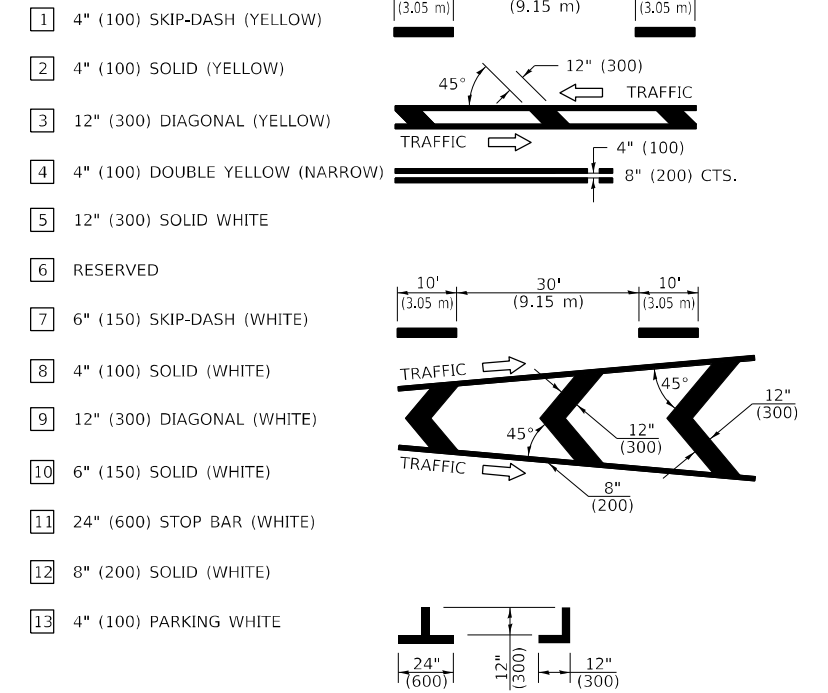 1 4" (100) SKIP-DASH (YELLOW)
(3.05 m) (9.15 m) (3.05 m)
2 4" (100) SOLID (YELLOW)
45° 12" (300)
TRAFFIC
3 12" (300) DIAGONAL (YELLOW)
TRAFFIC
4" (100)
4 4" (100) DOUBLE YELLOW (NARROW)
8" (200) CTS.
5 12" (300) SOLID WHITE
6 RESERVED
10' 30' 10'
(3.05 m) (9.15 m) (3.05 m)
7 6" (150) SKIP-DASH (WHITE)
8 4" (100) SOLID (WHITE)
TRAFFIC
45°
12"
(300)
9 12" (300) DIAGONAL (WHITE)
45°
12"
(300)
10 6" (150) SOLID (WHITE)
TRAFFIC
8"
(200)
11 24" (600) STOP BAR (WHITE)
12 8" (200) SOLID (WHITE)
13 4" (100) PARKING WHITE
24"
(600)
12"
(300)
12"
(300)